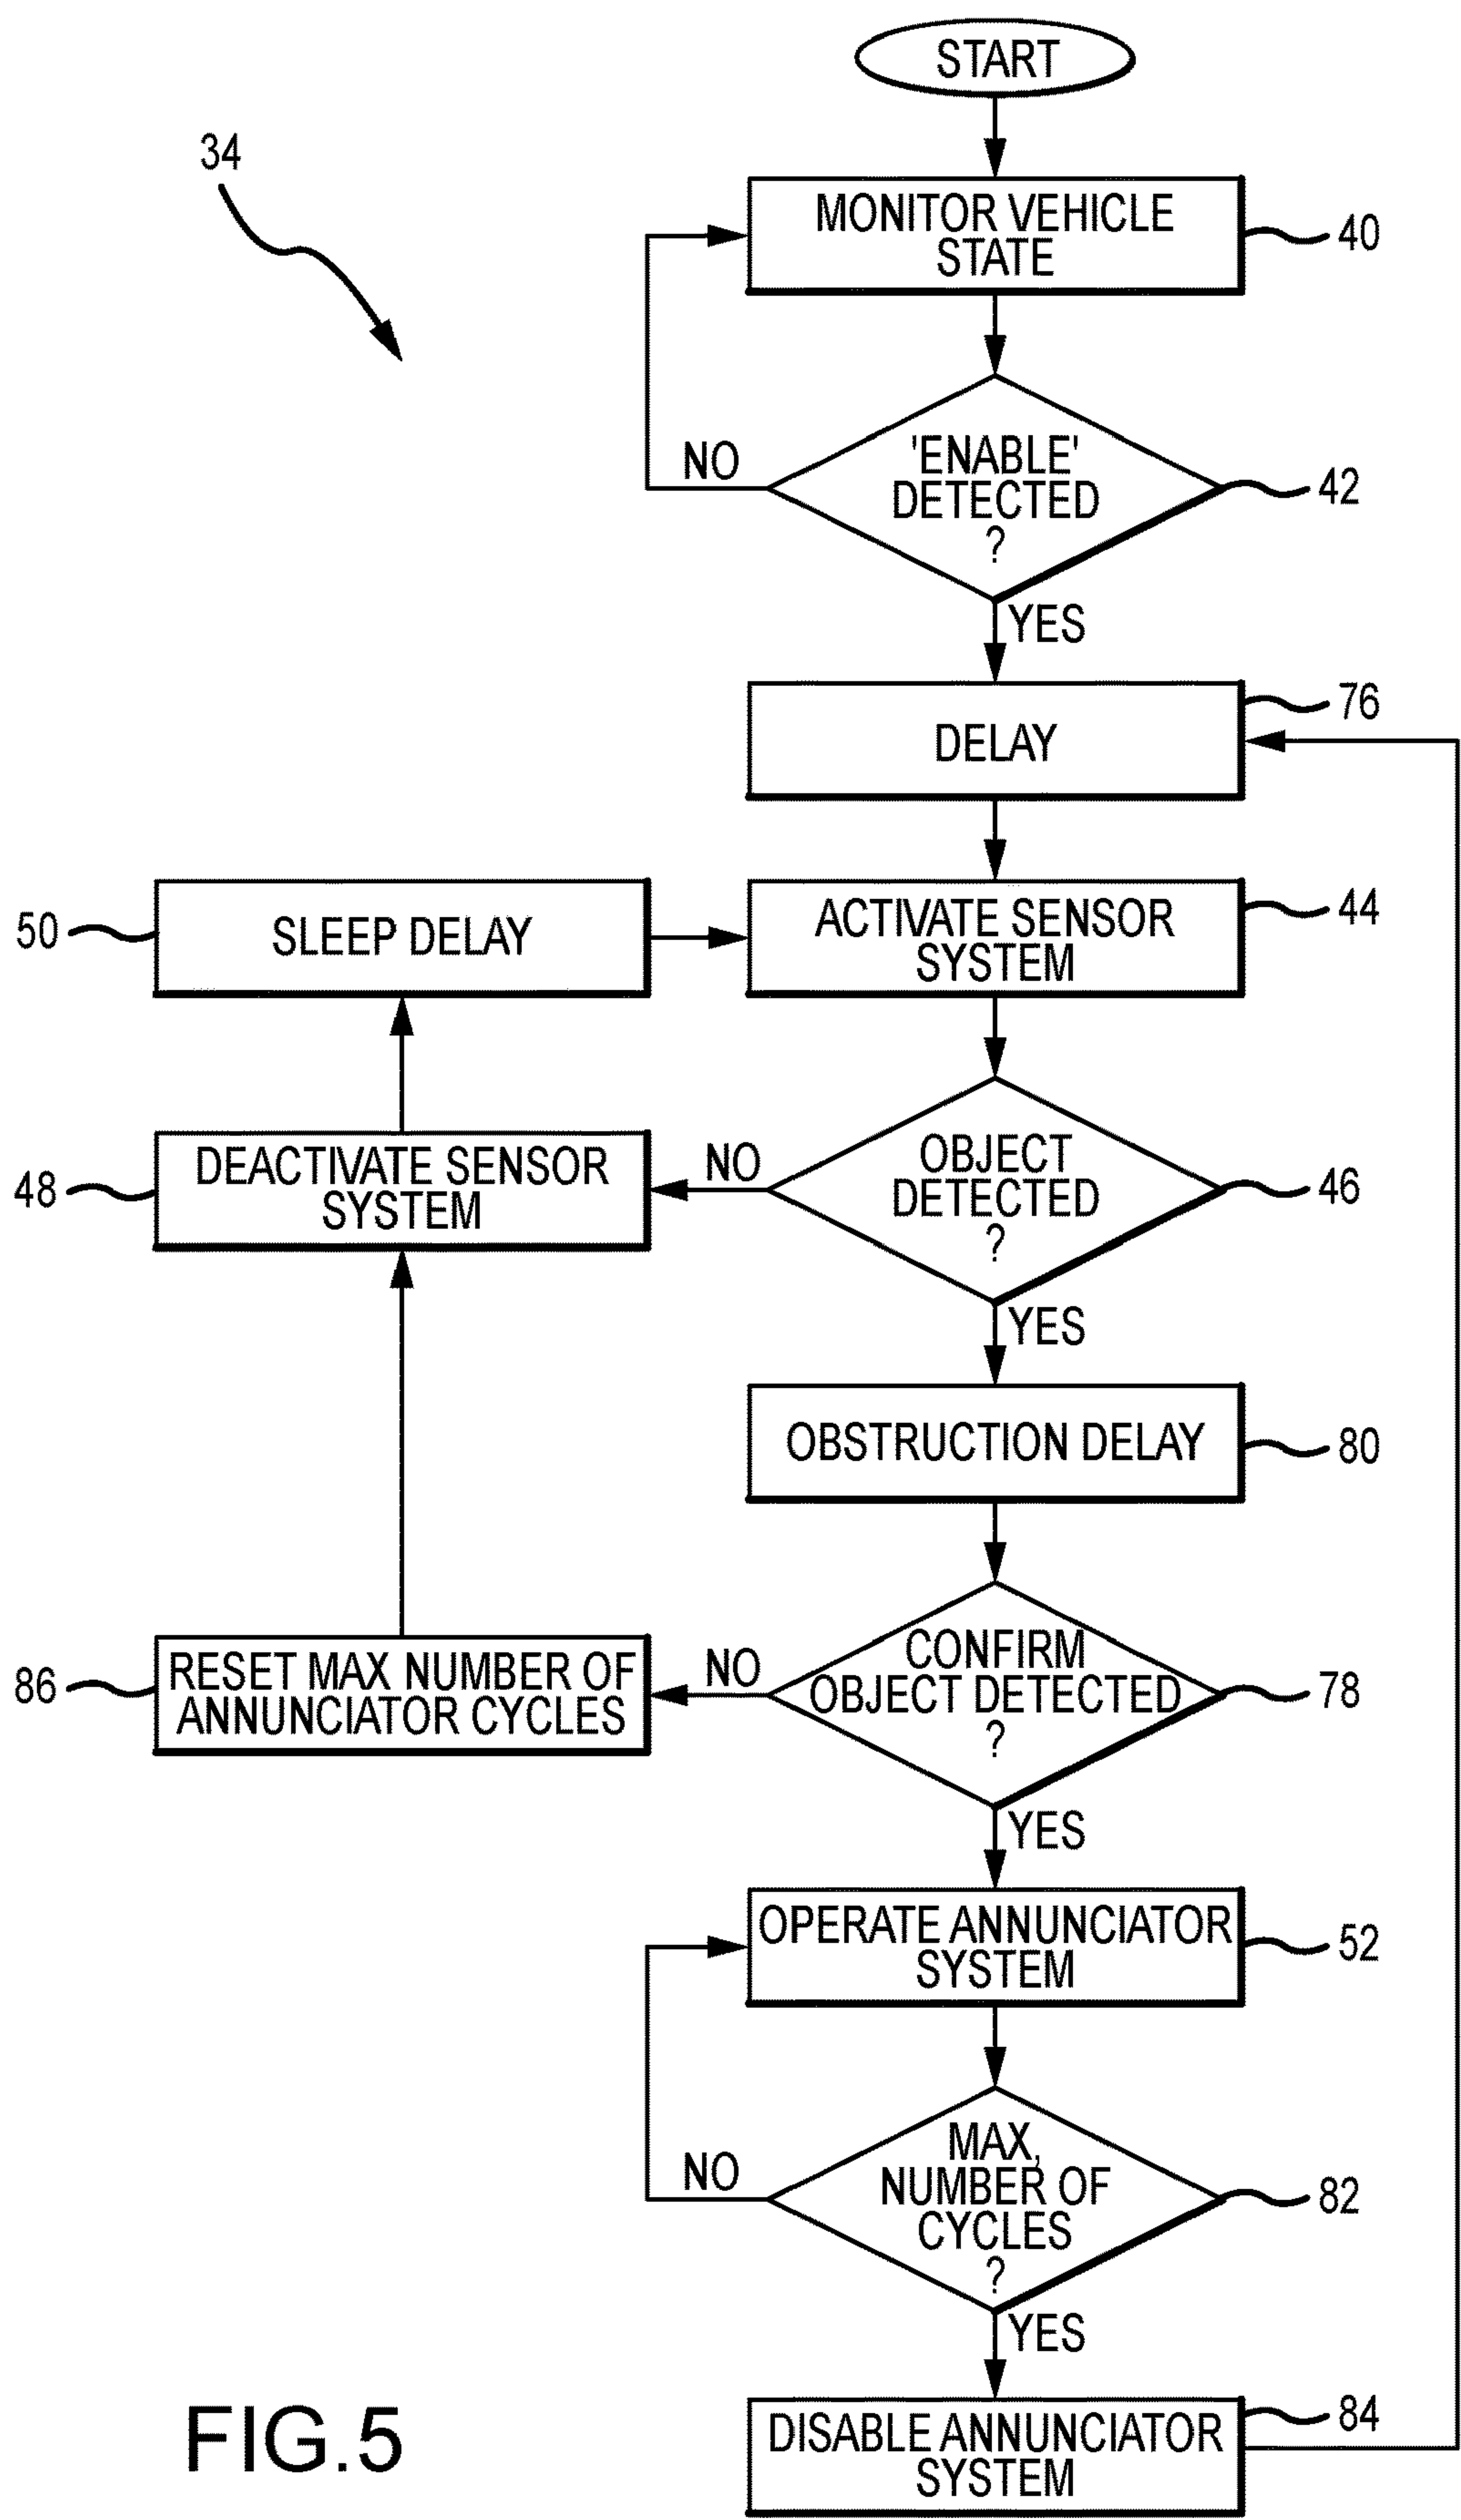 START
34
MONITOR VEHICLE
STATE
40
'ENABLE'
DETECTED
?
NO
42
YES
DELAY
76
SLEEP DELAY
50
ACTIVATE SENSOR
SYSTEM
44
DEACTIVATE SENSOR
SYSTEM
48
NO
OBJECT
DETECTED
?
46
YES
OBSTRUCTION DELAY
80
RESET MAX NUMBER OF
ANNUNCIATOR CYCLES
86
NO
CONFIRM
OBJECT DETECTED
?
78
YES
OPERATE ANNUNCIATOR
SYSTEM
52
NO
MAX,
NUMBER OF
CYCLES
?
82
YES
DISABLE ANNUNCIATOR
SYSTEM
84
FIG.5